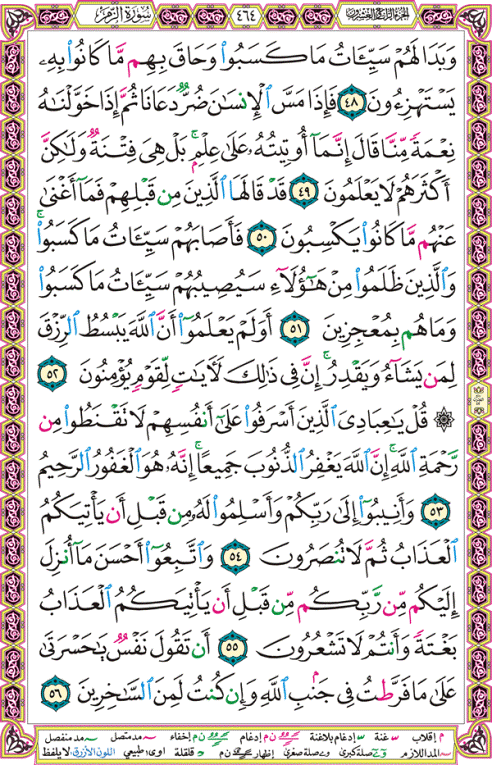 الجزء الرابع والعشرون ٤٦٤ سورة الزمر
وَبَدَا لَهُمْ سَيِّـَٔاتُ مَا كَسَبُوا۟ وَحَاقَ بِهِم مَّا كَانُوا۟ بِهِۦ
يَسْتَهْزِءُونَ ٤٨ فَإِذَا مَسَّ ٱلْإِنسَـٰنَ ضُرٌّ دَعَانَا ثُمَّ إِذَا خَوَّلْنَـٰهُ
نِعْمَةً مِّنَّا قَالَ إِنَّمَآ أُوتِيتُهُۥ عَلَىٰ عِلْمٍۭ ۚ بَلْ هِىَ فِتْنَةٌ وَلَـٰكِنَّ
أَكْثَرَهُمْ لَا يَعْلَمُونَ ٤٩ قَدْ قَالَهَا ٱلَّذِينَ مِن قَبْلِهِمْ فَمَآ أَغْنَىٰ
عَنْهُم مَّا كَانُوا۟ يَكْسِبُونَ ٥٠ فَأَصَابَهُمْ سَيِّـَٔاتُ مَا كَسَبُوا۟ ۚ
وَٱلَّذِينَ ظَلَمُوا۟ مِنْ هَـٰٓؤُلَآءِ سَيُصِيبُهُمْ سَيِّـَٔاتُ مَا كَسَبُوا۟
وَمَا هُم بِمُعْجِزِينَ ٥١ أَوَلَمْ يَعْلَمُوٓا۟ أَنَّ ٱللَّهَ يَبْسُطُ ٱلرِّزْقَ
لِمَن يَشَآءُ وَيَقْدِرُ ۚ إِنَّ فِى ذَٰلِكَ لَـَٔايَـٰتٍ لِّقَوْمٍ يُؤْمِنُونَ ٥٢
۞ قُلْ يَـٰعِبَادِىَ ٱلَّذِينَ أَسْرَفُوا۟ عَلَىٰٓ أَنفُسِهِمْ لَا تَقْنَطُوا۟ مِن
رَّحْمَةِ ٱللَّهِ ۚ إِنَّ ٱللَّهَ يَغْفِرُ ٱلذُّنُوبَ جَمِيعًا ۚ إِنَّهُۥ هُوَ ٱلْغَفُورُ ٱلرَّحِيمُ
٥٣ وَأَنِيبُوٓا۟ إِلَىٰ رَبِّكُمْ وَأَسْلِمُوا۟ لَهُۥ مِن قَبْلِ أَن يَأْتِيَكُمُ
ٱلْعَذَابُ ثُمَّ لَا تُنصَرُونَ ٥٤ وَٱتَّبِعُوٓا۟ أَحْسَنَ مَآ أُنزِلَ
إِلَيْكُم مِّن رَّبِّكُم مِّن قَبْلِ أَن يَأْتِيَكُمُ ٱلْعَذَابُ
بَغْتَةً وَأَنتُمْ لَا تَشْعُرُونَ ٥٥ أَن تَقُولَ نَفْسٌ يَـٰحَسْرَتَىٰ
عَلَىٰ مَا فَرَّطتُ فِى جَنۢبِ ٱللَّهِ وَإِن كُنتُ لَمِنَ ٱلسَّـٰخِرِينَ ٥٦
م إقلاب غنة إدغام بلاغنة ن م إدغام ن م إخفاء مد متصل مد منفصل
المد اللازم وصلة كبرى وصلة صغرى إظهار ن م قلقلة ا و ى: طبيعي اللون الأزرق: لا يلفظ